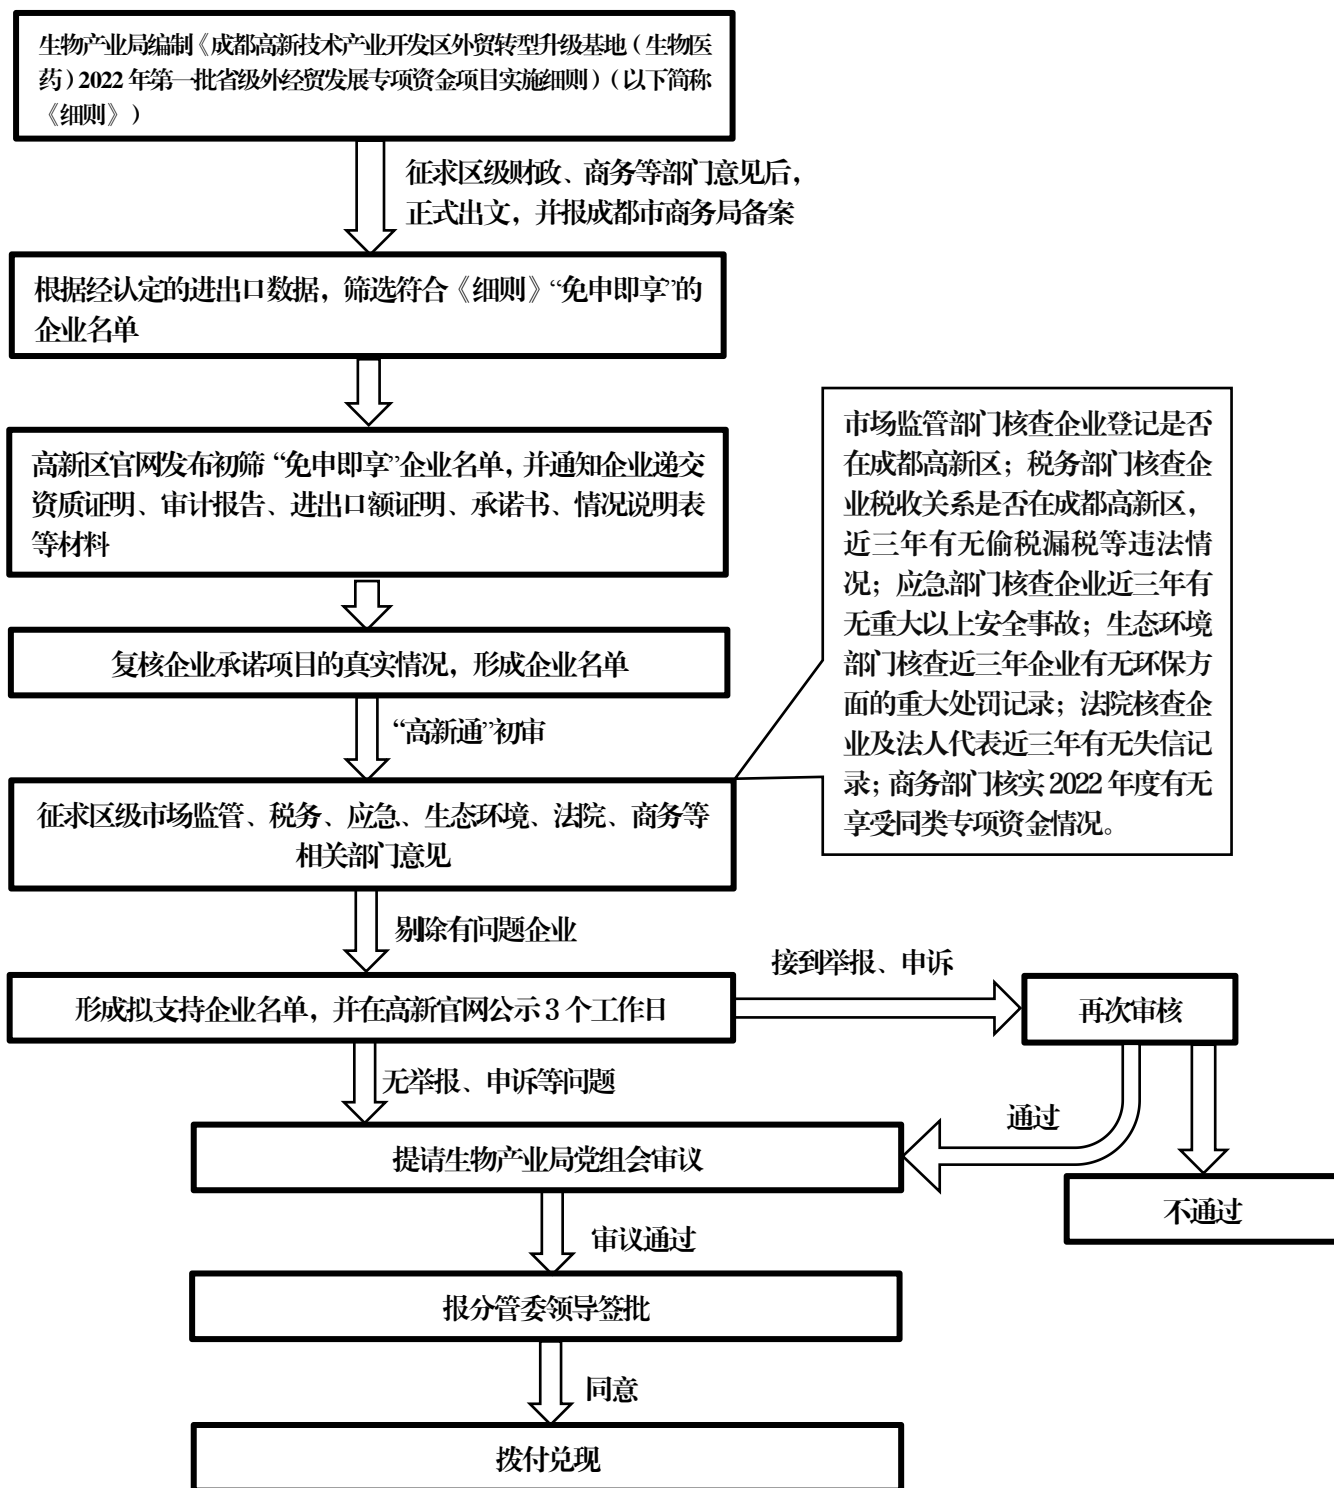 生物产业局编制《成都高新技术产业开发区外贸转型升级基地（生物医
药）2022 年第一批省级外经贸发展专项资金项目实施细则）（以下简称
《细则》）
征求区级财政、商务等部门意见后，
正式出文，并报成都市商务局备案
根据经认定的进出口数据，筛选符合《细则》“免申即享”的
企业名单
高新区官网发布初筛 “免申即享”企业名单，并通知企业递交
资质证明、审计报告、进出口额证明、承诺书、情况说明表
等材料
复核企业承诺项目的真实情况，形成企业名单
“高新通”初审
征求区级市场监管、税务、应急、生态环境、法院、商务等
相关部门意见
市场监管部门核查企业登记是否
在成都高新区；税务部门核查企
业税收关系是否在成都高新区，
近三年有无偷税漏税等违法情
况；应急部门核查企业近三年有
无重大以上安全事故；生态环境
部门核查近三年企业有无环保方
面的重大处罚记录；法院核查企
业及法人代表近三年有无失信记
录；商务部门核实 2022 年度有无
享受同类专项资金情况。
剔除有问题企业
形成拟支持企业名单，并在高新官网公示 3 个工作日
接到举报、申诉
再次审核
无举报、申诉等问题
通过
提请生物产业局党组会审议
不通过
审议通过
报分管委领导签批
同意
拨付兑现